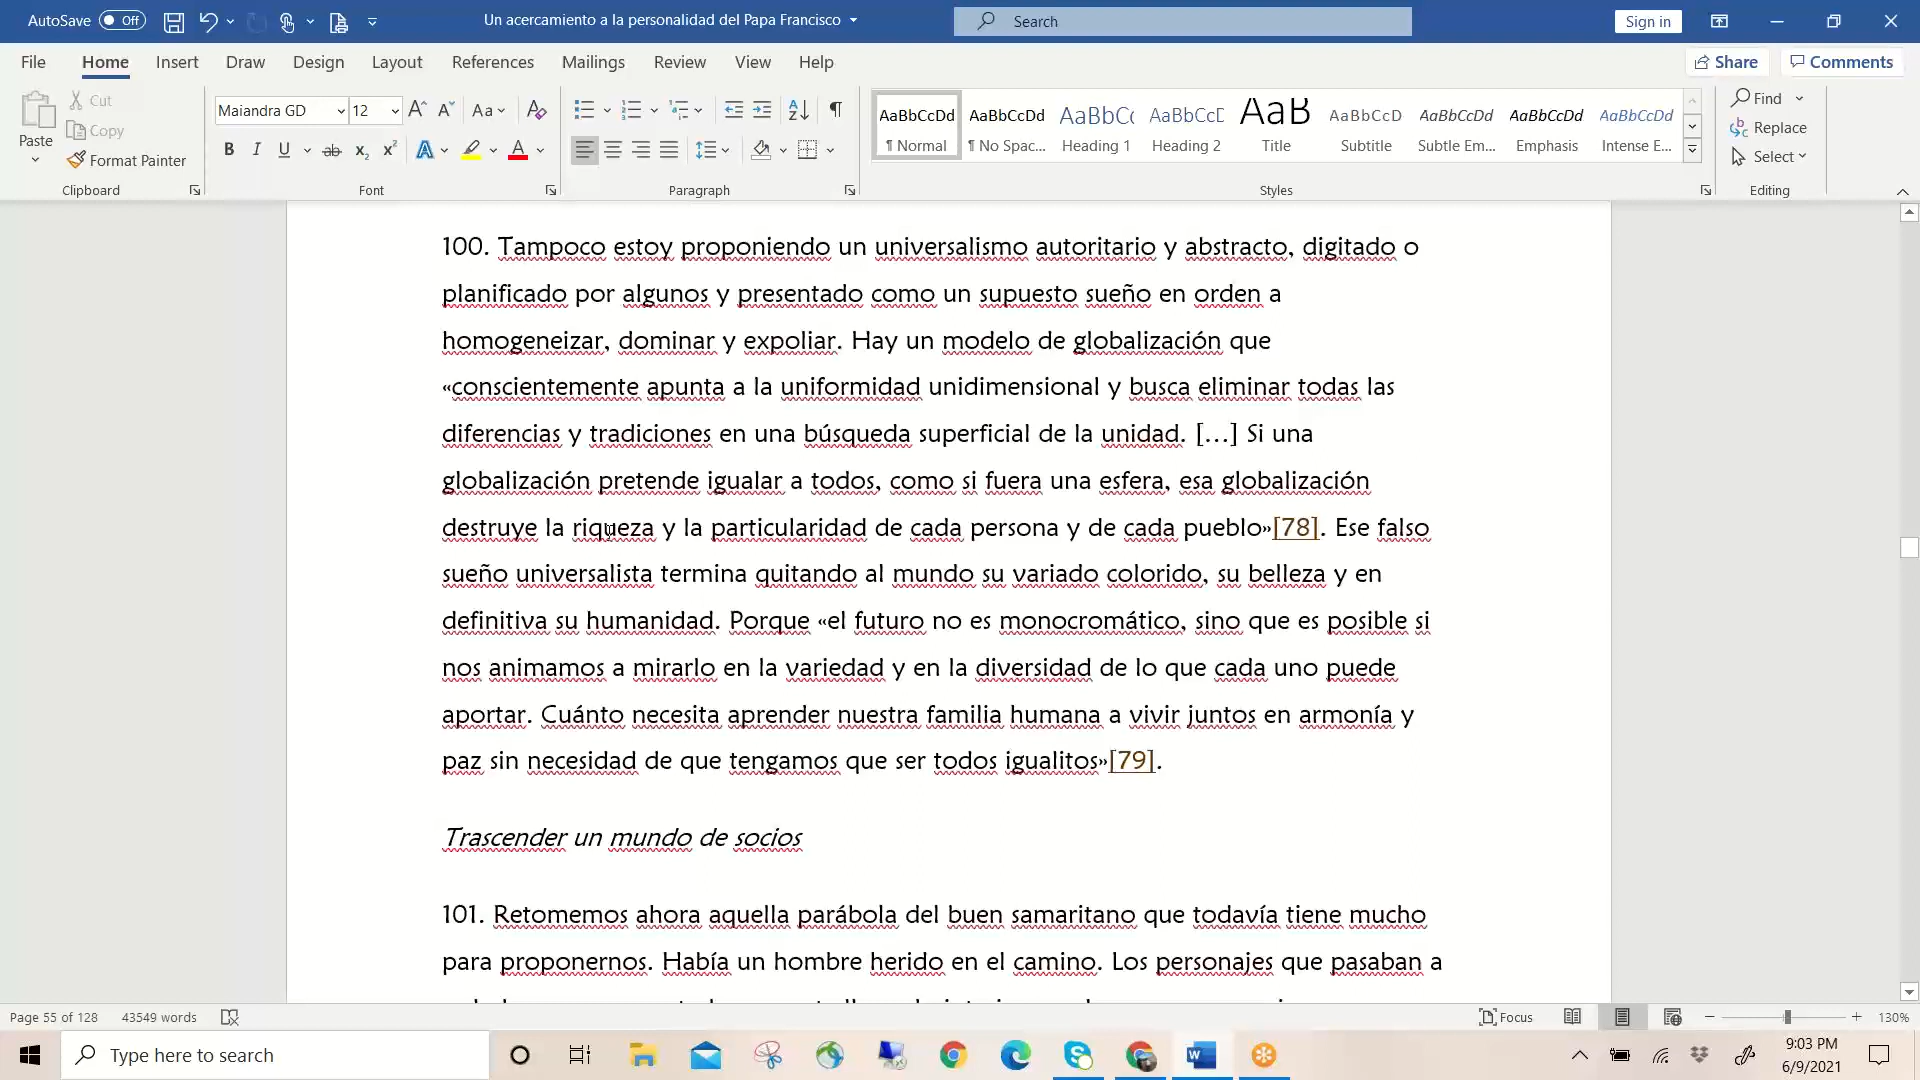 AutoSave Off Un acercamiento a la personalidad del Papa Francisco Search Sign in
File Home Insert Draw Design Layout References Mailings Review View Help Share Comments
Paste Cut Copy Format Painter Clipboard
Maiandra GD 12 Font
Paragraph
AaBbCcDd AaBbCcDd AaBbC AaBbCcD AaB AaBbCcD AaBbCcDd AaBbCcDd AaBbCcDd
¶ Normal ¶ No Spac... Heading 1 Heading 2 Title Subtitle Subtle Em... Emphasis Intense E...
Styles
Find Replace Select Editing
100. Tampoco estoy proponiendo un universalismo autoritario y abstracto, digitado o
planificado por algunos y presentado como un supuesto sueño en orden a
homogeneizar, dominar y expoliar. Hay un modelo de globalización que
«conscientemente apunta a la uniformidad unidimensional y busca eliminar todas las
diferencias y tradiciones en una búsqueda superficial de la unidad. […] Si una
globalización pretende igualar a todos, como si fuera una esfera, esa globalización
destruye la riqueza y la particularidad de cada persona y de cada pueblo»[78]. Ese falso
sueño universalista termina quitando al mundo su variado colorido, su belleza y en
definitiva su humanidad. Porque «el futuro no es monocromático, sino que es posible si
nos animamos a mirarlo en la variedad y en la diversidad de lo que cada uno puede
aportar. Cuánto necesita aprender nuestra familia humana a vivir juntos en armonía y
paz sin necesidad de que tengamos que ser todos igualitos»[79].
Trascender un mundo de socios
101. Retomemos ahora aquella parábola del buen samaritano que todavía tiene mucho
para proponernos. Había un hombre herido en el camino. Los personajes que pasaban a
Page 55 of 128 43549 words Focus 130%
Type here to search 9:03 PM
6/9/2021